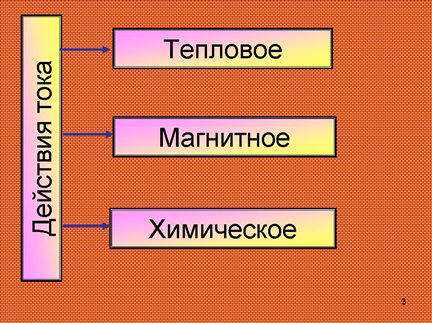 Действия тока
Тепловое
Магнитное
Химическое
3